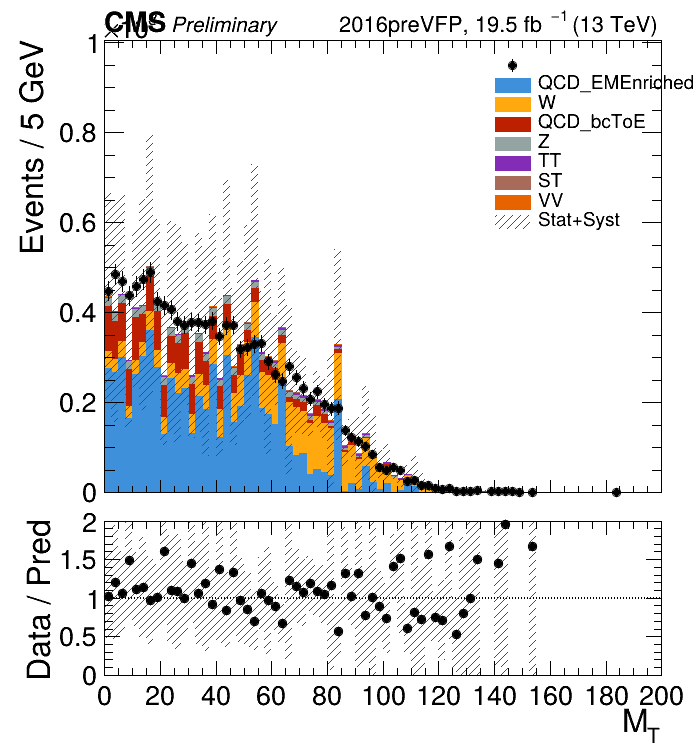 CMS Preliminary 2016preVFP, 19.5 fb⁻¹ (13 TeV)
Events / 5 GeV
1
0.8
0.6
0.4
0.2
0
QCD_EMEnriched
W
QCD_bcToE
Z
TT
ST
VV
Stat+Syst
Data / Pred
2
1.5
1
0.5
0
0 20 40 60 80 100 120 140 160 180 200
M_T